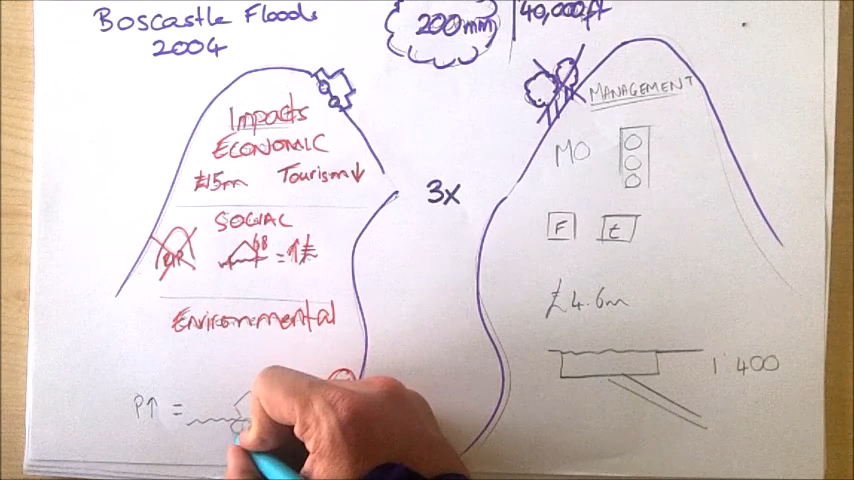 Boscastle Floods
2004
200mm
40,000ft
Impacts
ECONOMIC
£15m Tourism↓
SOCIAL
68 = ↑£
Environmental
P↑ =
3x
MANAGEMENT
MO
F t
£4.6m
1 400